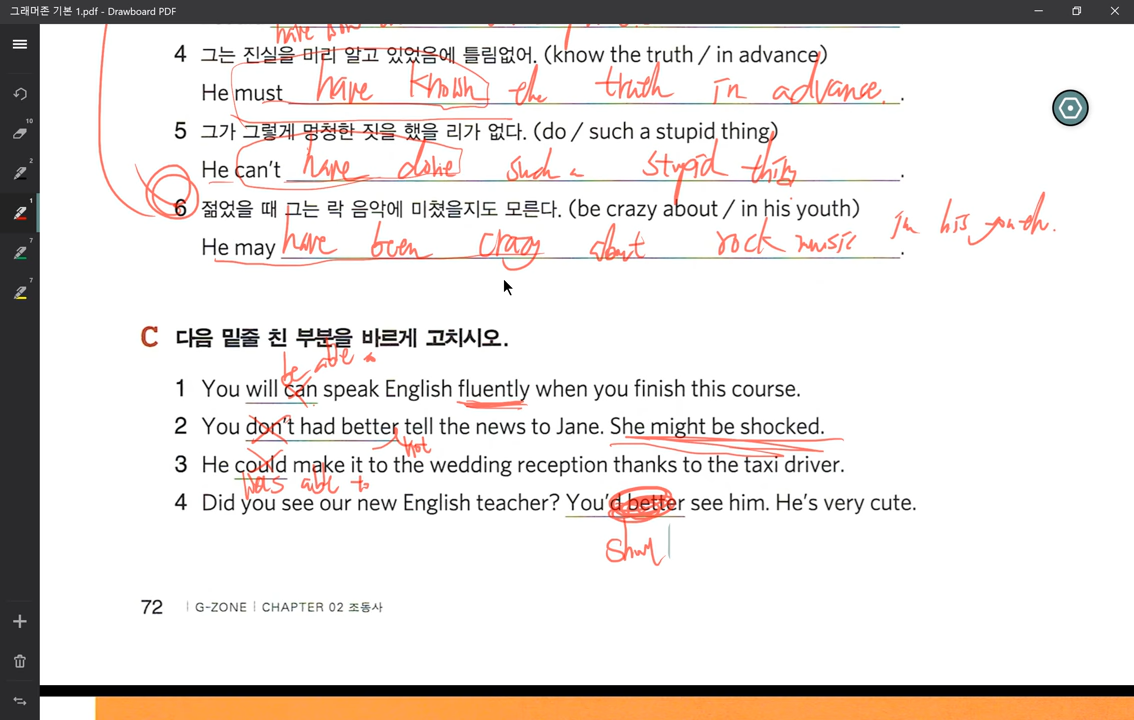 그래머존 기본 1.pdf - Drawboard PDF
have
4 그는 진실을 미리 알고 있었음에 틀림없어. (know the truth / in advance)
He must have known the truth in advance. .
5 그가 그렇게 멍청한 짓을 했을 리가 없다. (do / such a stupid thing)
He can't have done such a stupid thing .
6 젊었을 때 그는 락 음악에 미쳤을지도 모른다. (be crazy about / in his youth)
He may have been crazy about rock music in his youth. .
C 다음 밑줄 친 부분을 바르게 고치시오.
be able
1 You will can speak English fluently when you finish this course.
2 You don't had better tell the news to Jane. She might be shocked.
not
3 He could make it to the wedding reception thanks to the taxi driver.
was able to
4 Did you see our new English teacher? You'd better see him. He's very cute.
72 | G-ZONE | CHAPTER 02 조동사
10
2
1
7
7